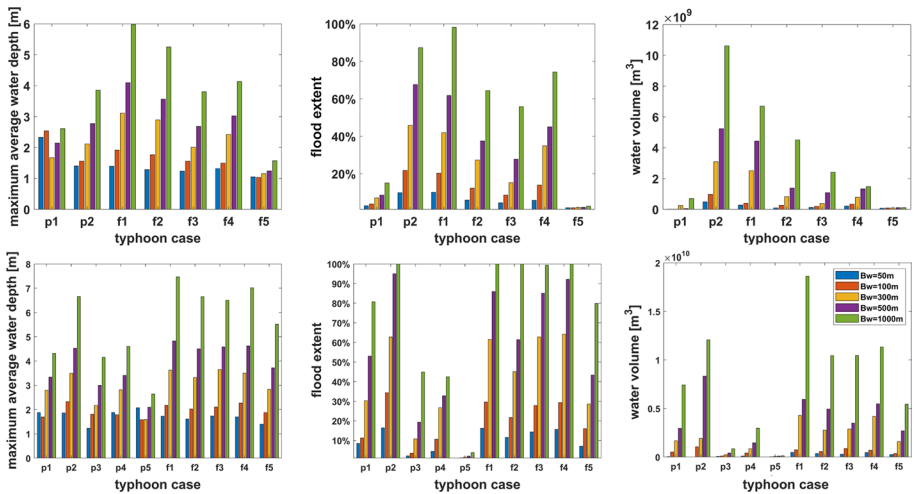 maximum average water depth [m]
6
5
4
3
2
1
0
p1 p2 f1 f2 f3 f4 f5
typhoon case
flood extent
100%
80%
60%
40%
20%
p1 p2 f1 f2 f3 f4 f5
typhoon case
water volume [m³]
×10⁹
12
10
8
6
4
2
0
p1 p2 f1 f2 f3 f4 f5
typhoon case
maximum average water depth [m]
8
7
6
5
4
3
2
1
0
p1 p2 p3 p4 p5 f1 f2 f3 f4 f5
typhoon case
flood extent
100%
90%
80%
70%
60%
50%
40%
30%
20%
10%
p1 p2 p3 p4 p5 f1 f2 f3 f4 f5
typhoon case
water volume [m³]
×10¹⁰
2
1.5
1
0.5
0
p1 p2 p3 p4 p5 f1 f2 f3 f4 f5
typhoon case
Bw=50m
Bw=100m
Bw=300m
Bw=500m
Bw=1000m